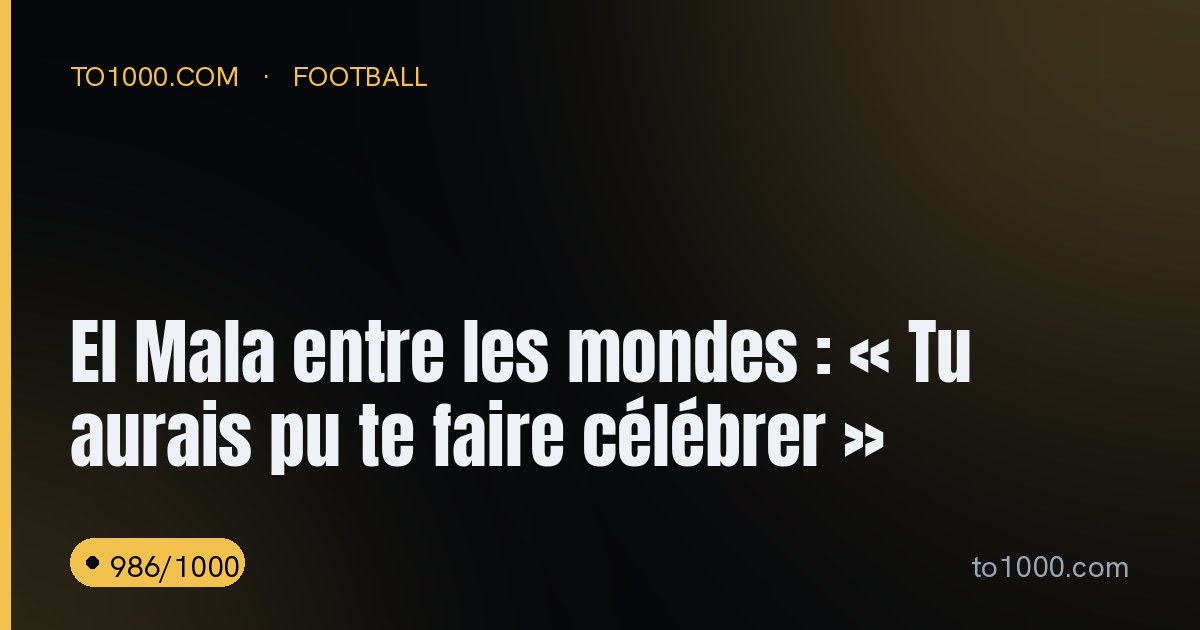 TO1000.COM · FOOTBALL
El Mala entre les mondes : « Tu
aurais pu te faire célébrer »
986/1000
to1000.com